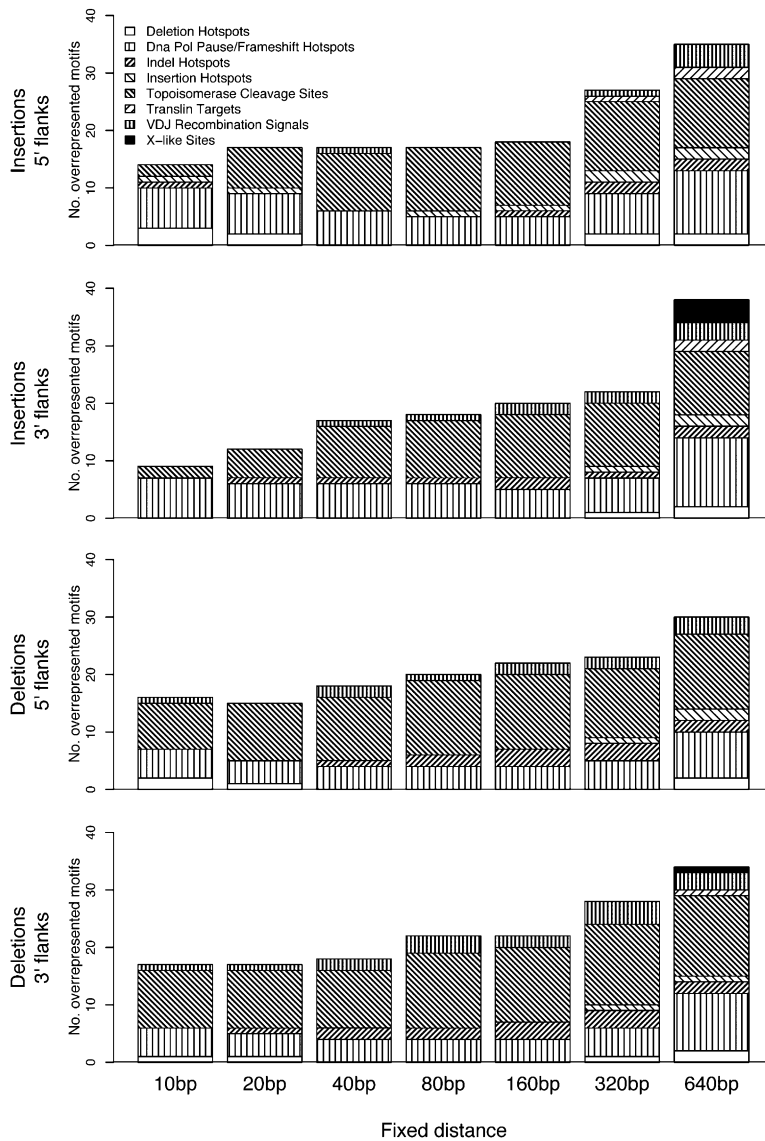 Deletion Hotspots
Dna Pol Pause/Frameshift Hotspots
Indel Hotspots
Insertion Hotspots
Topoisomerase Cleavage Sites
Translin Targets
VDJ Recombination Signals
X-like Sites
Insertions
5' flanks
No. overrepresented motifs
0 10 20 30 40
Insertions
3' flanks
No. overrepresented motifs
0 10 20 30 40
Deletions
5' flanks
No. overrepresented motifs
0 10 20 30 40
Deletions
3' flanks
No. overrepresented motifs
0 10 20 30 40
10bp 20bp 40bp 80bp 160bp 320bp 640bp
Fixed distance